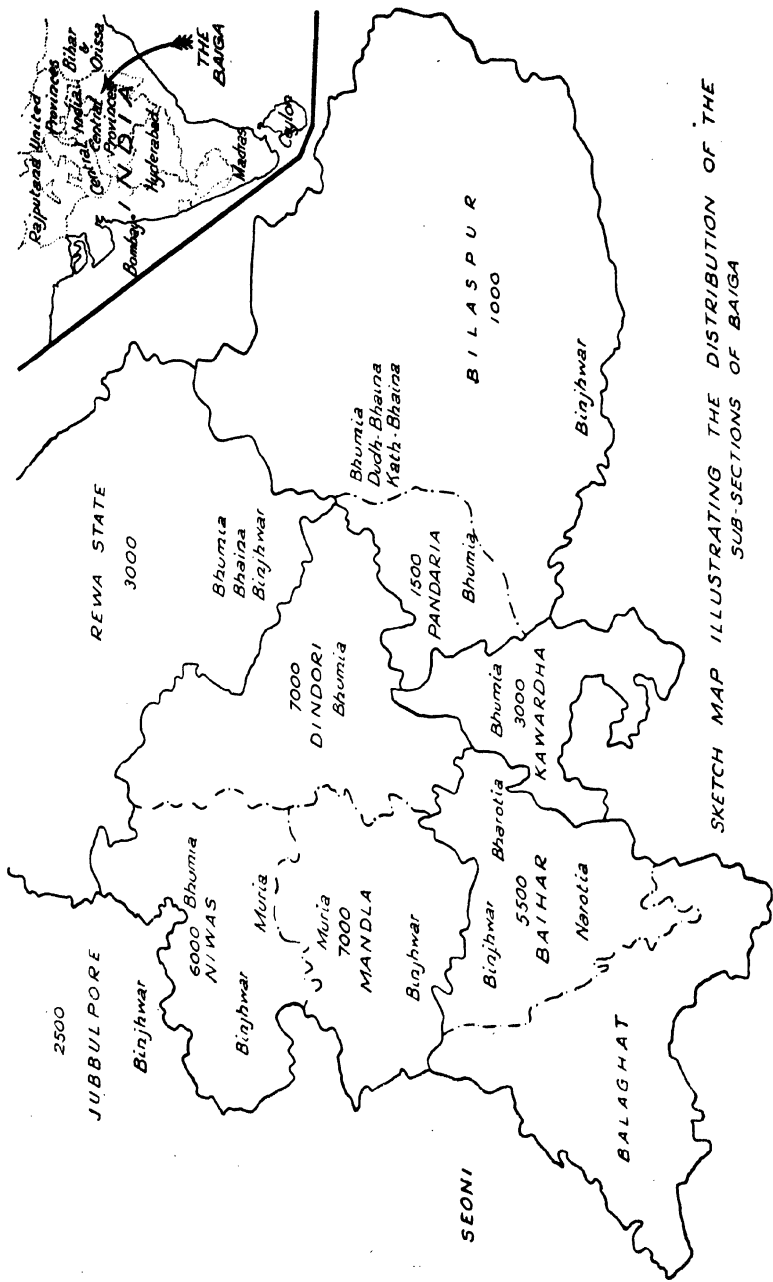 Rajputana
United
Provinces
Central India
Bihar
&
Orissa
Central
Provinces
INDIA
Bombay
Hyderabad
Madras
Ceylon
THE
BAIGA
2500
JUBBULPORE
Binjhwar
REWA STATE
3000
Bhumia
Bhaina
Binjhwar
6000 Bhumia
NIWAS
Binjhwar
Muria
7000
DINDORI
Bhumia
Muria
7000
MANDLA
Binjhwar
1500
PANDARIA
Bhumia
Bhumia
Dudh-Bhaina
Kath-Bhaina
BILASPUR
1000
Binjhwar
Bhumia
3000
KAWARDHA
Binjhwar
Bharotia
5500
BAIHAR
Narotia
SEONI
BALAGHAT
SKETCH MAP ILLUSTRATING THE DISTRIBUTION OF THE
SUB-SECTIONS OF BAIGA